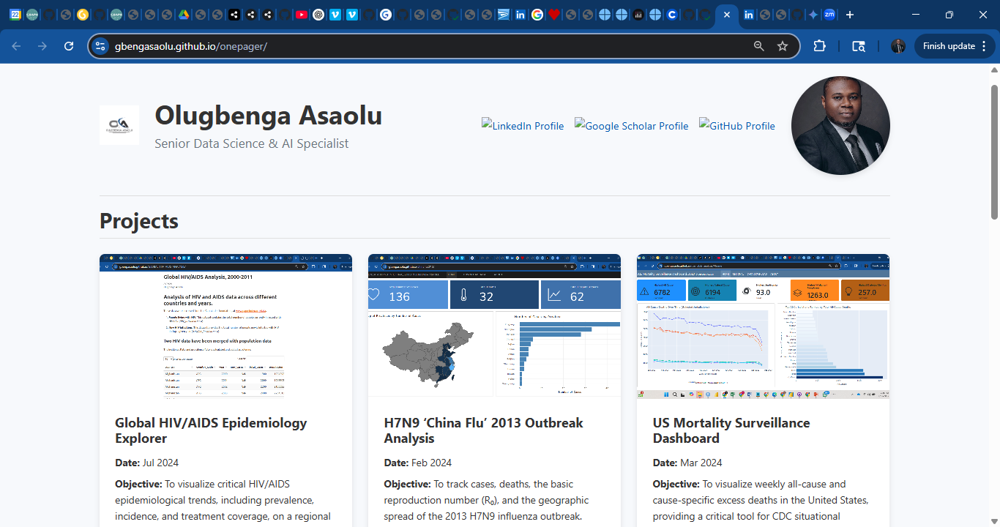 Finish update
gbengasaolu.github.io/onepager/
Olugbenga Asaolu
Senior Data Science & AI Specialist
LinkedIn Profile
Google Scholar Profile
GitHub Profile
Projects
Global HIV/AIDS Analysis, 2000-2011
Analysis of HIV and AIDS data across different
countries and years.
Two HIV data have been merged with population data
136
32
62
Number of Cases
6782
6194
93.0
1263.0
257.0
Global HIV/AIDS Epidemiology
Explorer
Date: Jul 2024
Objective: To visualize critical HIV/AIDS
epidemiological trends, including prevalence,
incidence, and treatment coverage, on a regional
H7N9 ‘China Flu’ 2013 Outbreak
Analysis
Date: Feb 2024
Objective: To track cases, deaths, the basic
reproduction number (R₀), and the geographic
spread of the 2013 H7N9 influenza outbreak.
US Mortality Surveillance
Dashboard
Date: Mar 2024
Objective: To visualize weekly all-cause and
cause-specific excess deaths in the United States,
providing a critical tool for CDC situational